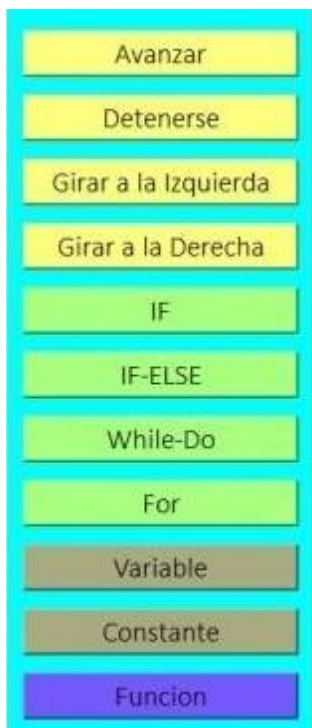 Avanzar
Detenerse
Girar a la Izquierda
Girar a la Derecha
IF
IF-ELSE
While-Do
For
Variable
Constante
Funcion